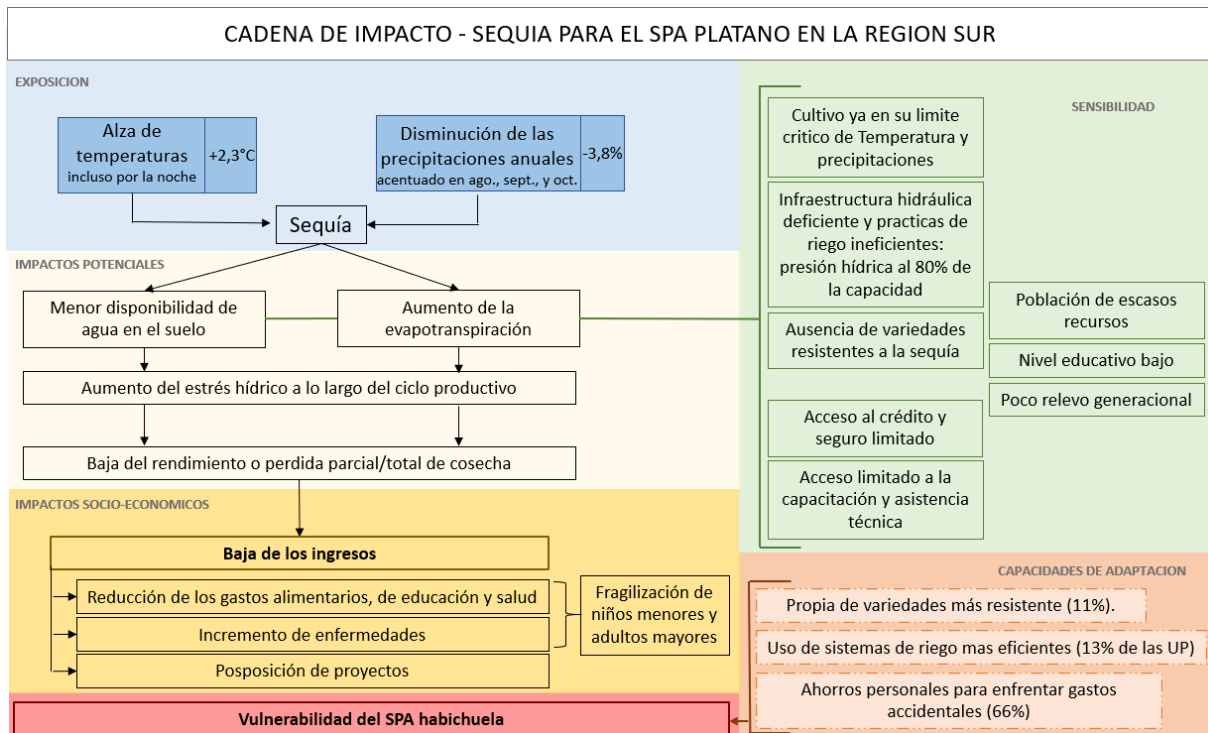 CADENA DE IMPACTO - SEQUIA PARA EL SPA PLATANO EN LA REGION SUR
EXPOSICION
Alza de
temperaturas
incluso por la noche
+2,3°C
Disminución de las
precipitaciones anuales
acentuado en ago., sept., y oct.
-3,8%
Sequía
IMPACTOS POTENCIALES
Menor disponibilidad de
agua en el suelo
Aumento de la
evapotranspiración
Aumento del estrés hídrico a lo largo del ciclo productivo
Baja del rendimiento o perdida parcial/total de cosecha
IMPACTOS SOCIO-ECONOMICOS
Baja de los ingresos
Reducción de los gastos alimentarios, de educación y salud
Incremento de enfermedades
Posposición de proyectos
Fragilización de
niños menores y
adultos mayores
Vulnerabilidad del SPA habichuela
SENSIBILIDAD
Cultivo ya en su limite
critico de Temperatura y
precipitaciones
Infraestructura hidráulica
deficiente y practicas de
riego ineficientes:
presión hídrica al 80% de
la capacidad
Ausencia de variedades
resistentes a la sequía
Acceso al crédito y
seguro limitado
Acceso limitado a la
capacitación y asistencia
técnica
Población de escasos
recursos
Nivel educativo bajo
Poco relevo generacional
CAPACIDADES DE ADAPTACION
Propia de variedades más resistente (11%).
Uso de sistemas de riego mas eficientes (13% de las UP)
Ahorros personales para enfrentar gastos
accidentales (66%)